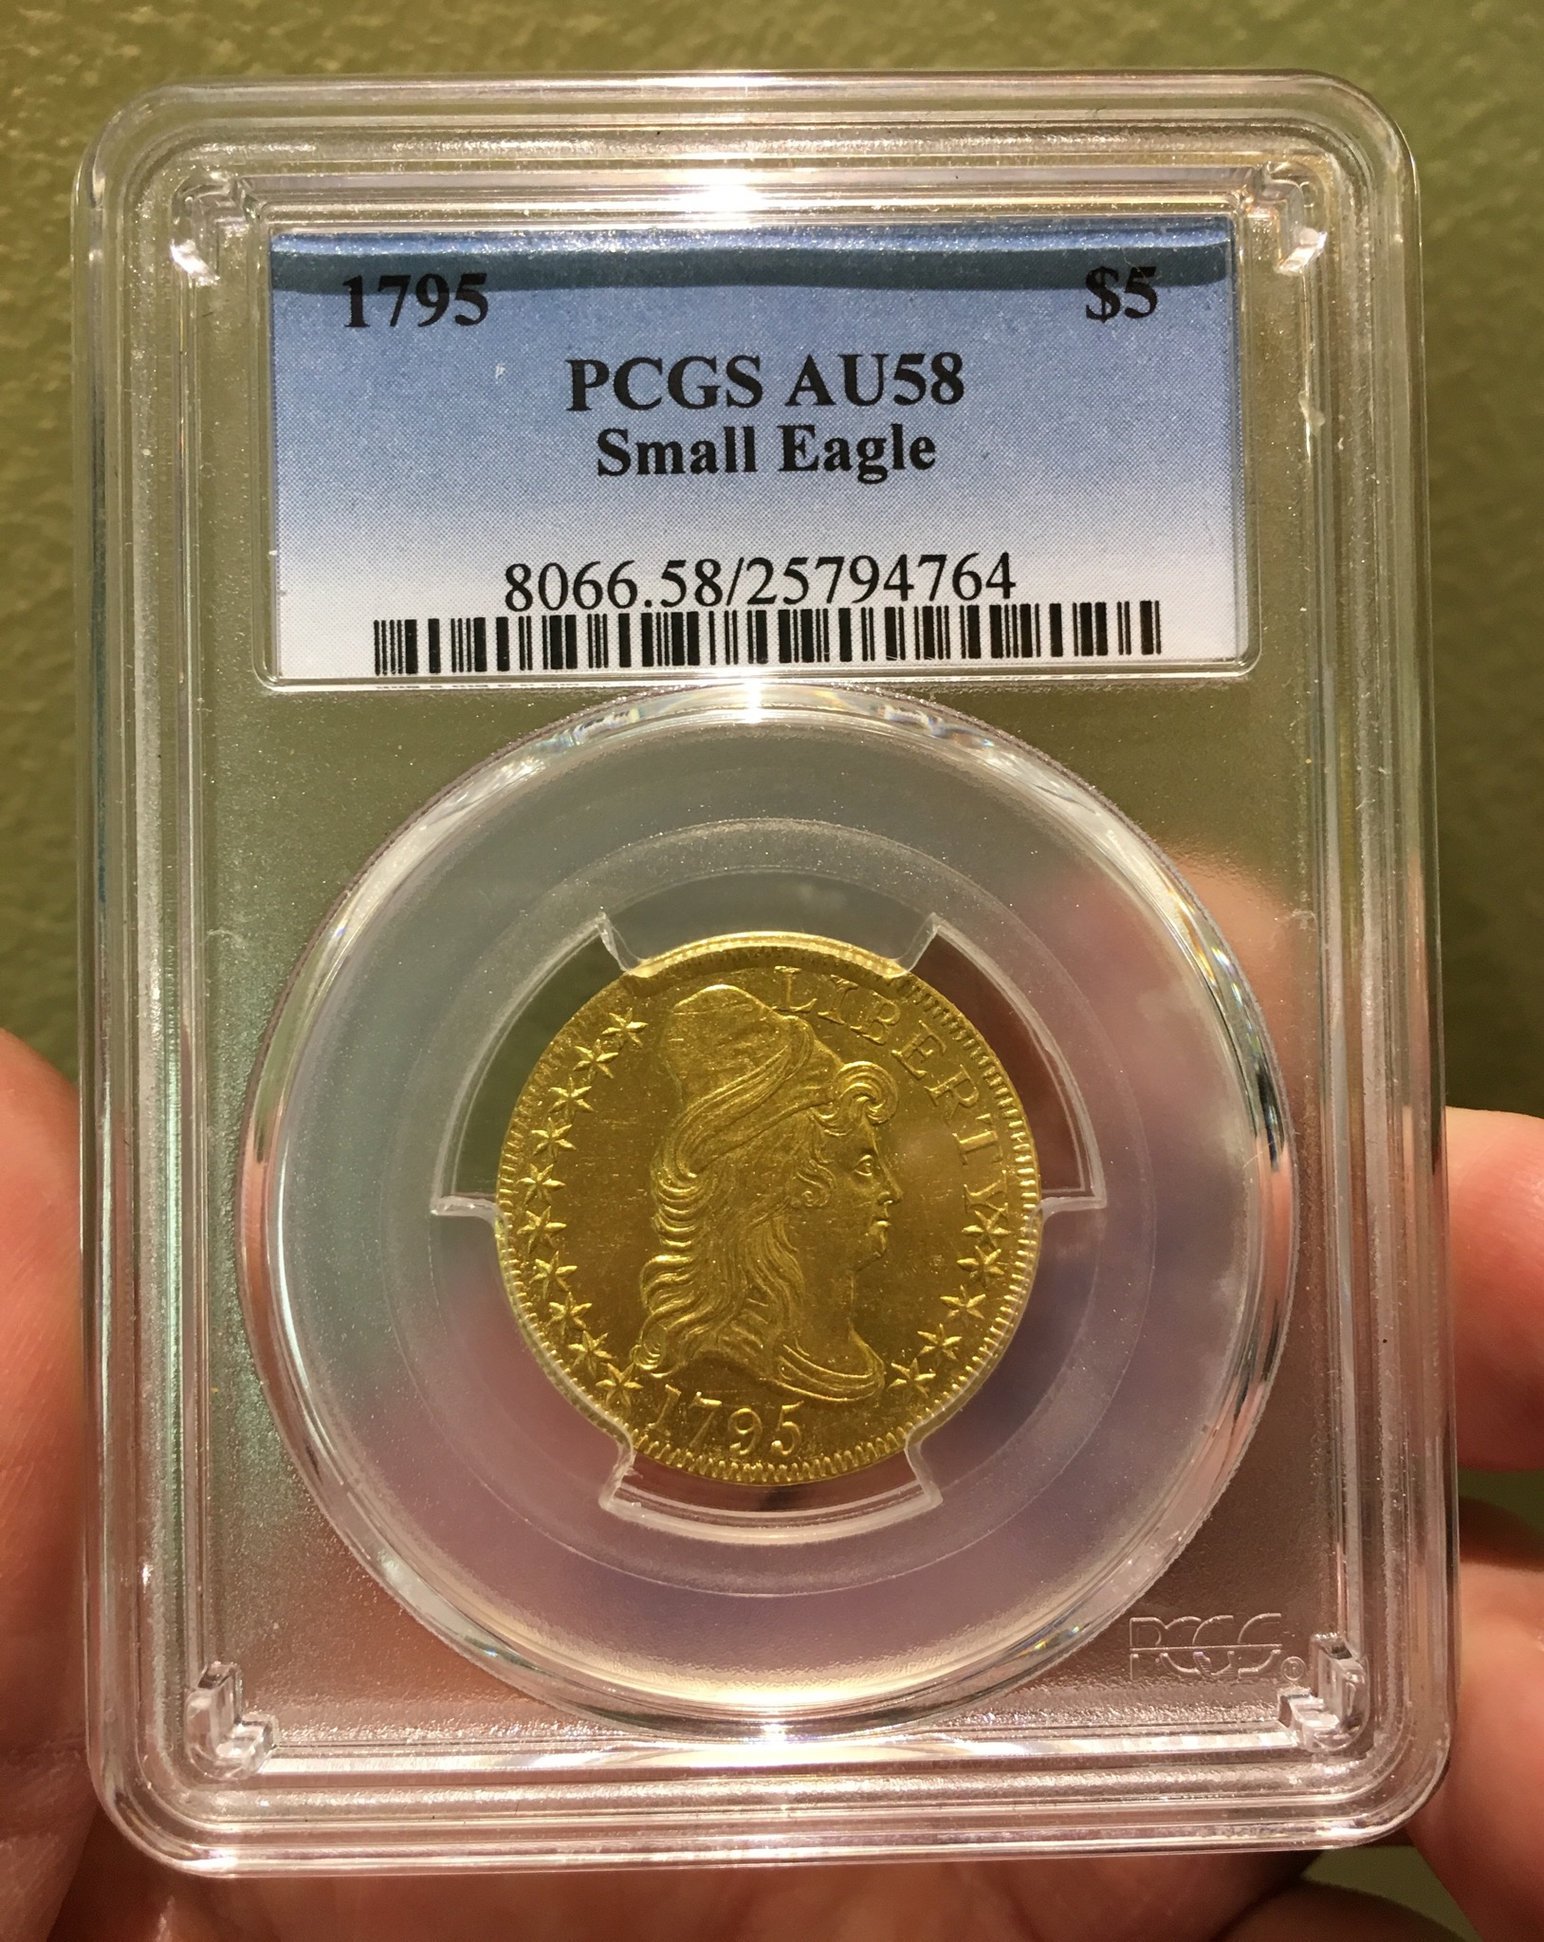 1795 $5
PCGS AU58
Small Eagle
8066.58/25794764
LIBERTY
1795
PCGS®